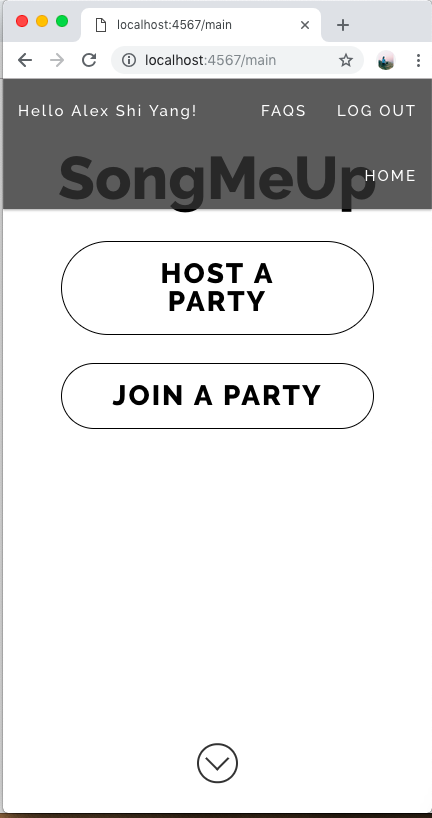 localhost:4567/main
localhost:4567/main
Hello Alex Shi Yang! FAQS LOG OUT
SongMeUp
HOME
HOST A
PARTY
JOIN A PARTY